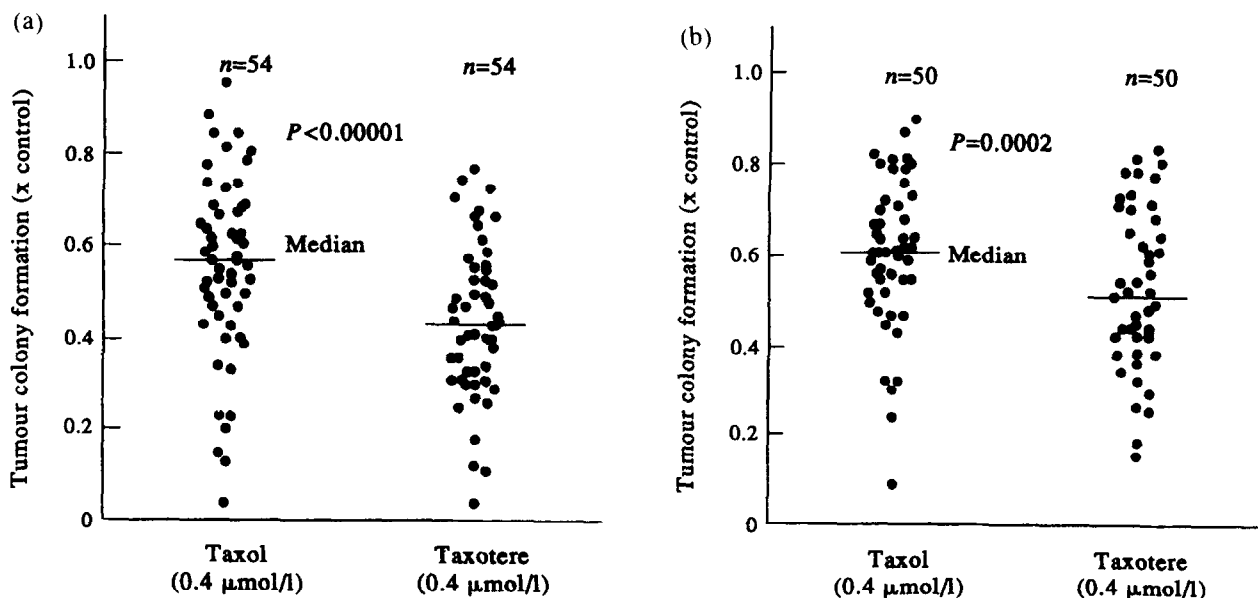 (a)
Tumour colony formation (x control)
1.0
0.8
0.6
0.4
0.2
0
n=54
n=54
P<0.00001
Median
Taxol
(0.4 μmol/l)
Taxotere
(0.4 μmol/l)
(b)
Tumour colony formation (x control)
1.0
0.8
0.6
0.4
0.2
0
n=50
n=50
P=0.0002
Median
Taxol
(0.4 μmol/l)
Taxotere
(0.4 μmol/l)